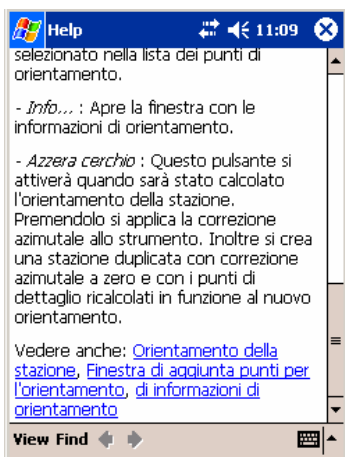 Help 11:09
selezionato nella lista dei punti di
orientamento.
- Info... : Apre la finestra con le
informazioni di orientamento.
- Azzera cerchio : Questo pulsante si
attiverà quando sarà stato calcolato
l'orientamento della stazione.
Premendolo si applica la correzione
azimutale allo strumento. Inoltre si crea
una stazione duplicata con correzione
azimutale a zero e con i punti di
dettaglio ricalcolati in funzione al nuovo
orientamento.
Vedere anche: Orientamento della
stazione, Finestra di aggiunta punti per
l'orientamento, di informazioni di
orientamento
View Find